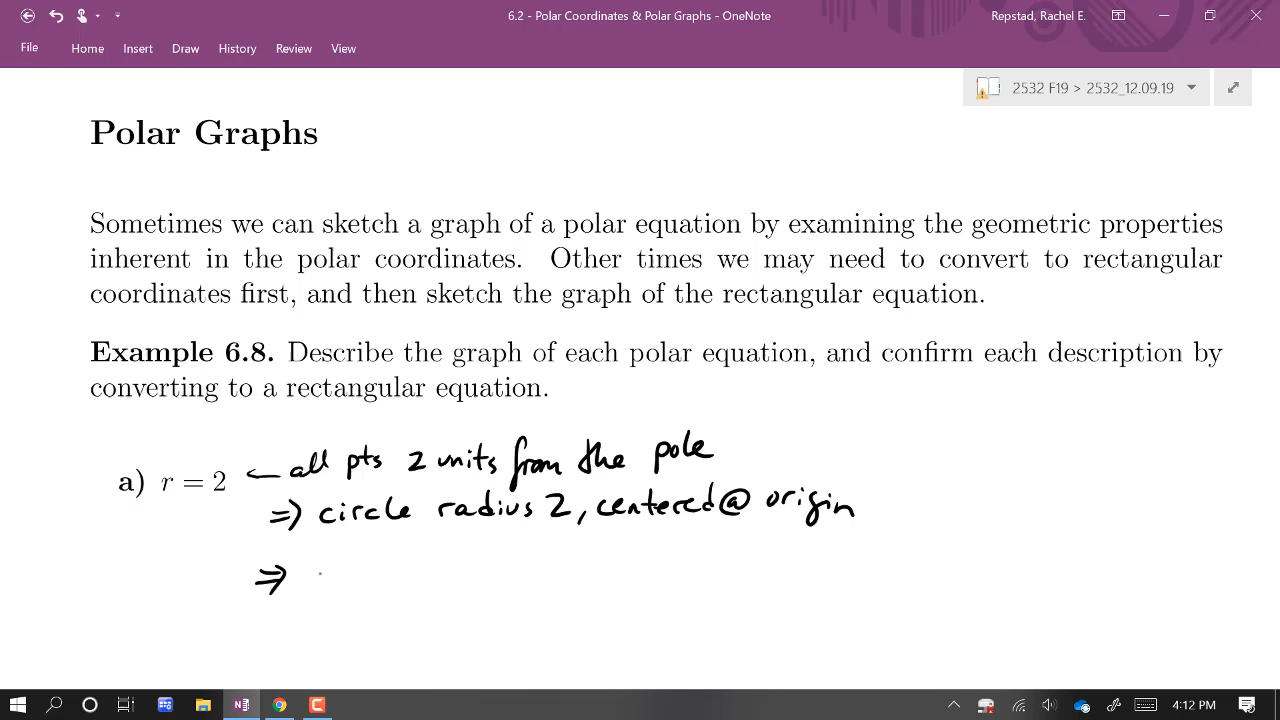 6.2 - Polar Coordinates & Polar Graphs - OneNote
Repstad, Rachel E.
File Home Insert Draw History Review View
2532 F19 > 2532_12.09.19
Polar Graphs
Sometimes we can sketch a graph of a polar equation by examining the geometric properties
inherent in the polar coordinates. Other times we may need to convert to rectangular
coordinates first, and then sketch the graph of the rectangular equation.
Example 6.8. Describe the graph of each polar equation, and confirm each description by
converting to a rectangular equation.
a) r = 2 ← all pts 2 units from the pole
⇒ circle radius 2, centered @ origin
⇒
4:12 PM